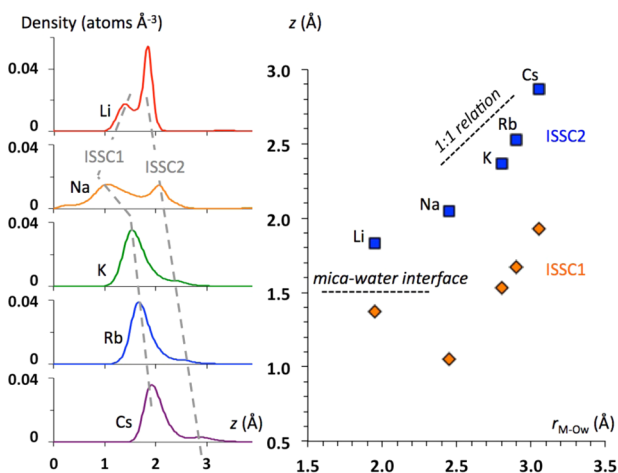 Density (atoms Å-3)
0.04
0
Li
ISSC1
ISSC2
0.04
0
Na
0.04
0
K
0.04
0
Rb
0.04
0
Cs
z (Å)
0
1
2
3
z (Å)
3.0
2.5
2.0
1.5
1.0
0.5
Cs
1:1 relation
Rb
ISSC2
K
Na
Li
mica-water interface
ISSC1
1.5
2.0
2.5
3.0
3.5
rM-Ow (Å)